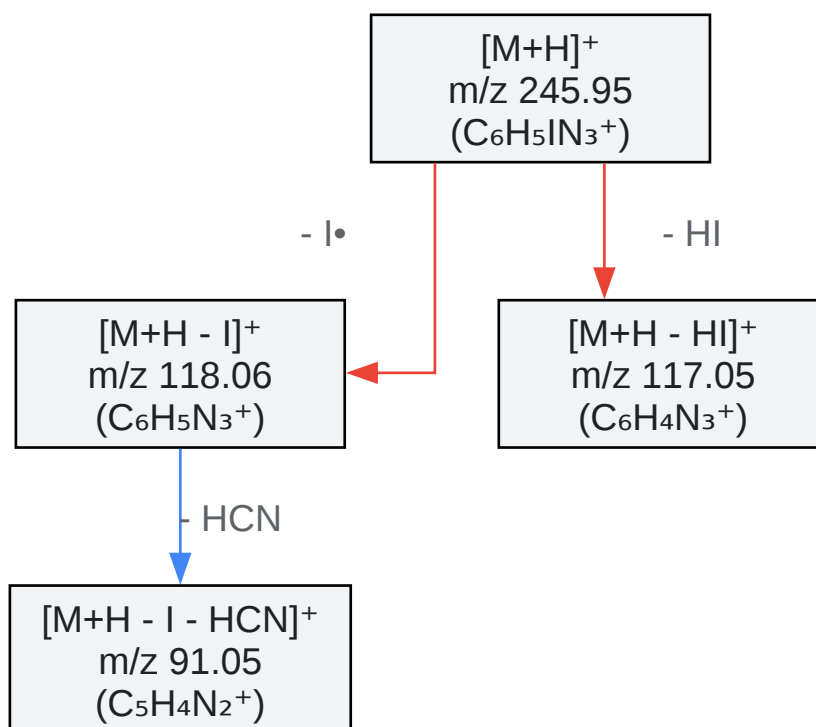 [M+H]⁺
m/z 245.95
(C₆H₅IN₃⁺)
- I•
- HI
[M+H - I]⁺
m/z 118.06
(C₆H₅N₃⁺)
[M+H - HI]⁺
m/z 117.05
(C₆H₄N₃⁺)
- HCN
[M+H - I - HCN]⁺
m/z 91.05
(C₅H₄N₂⁺)